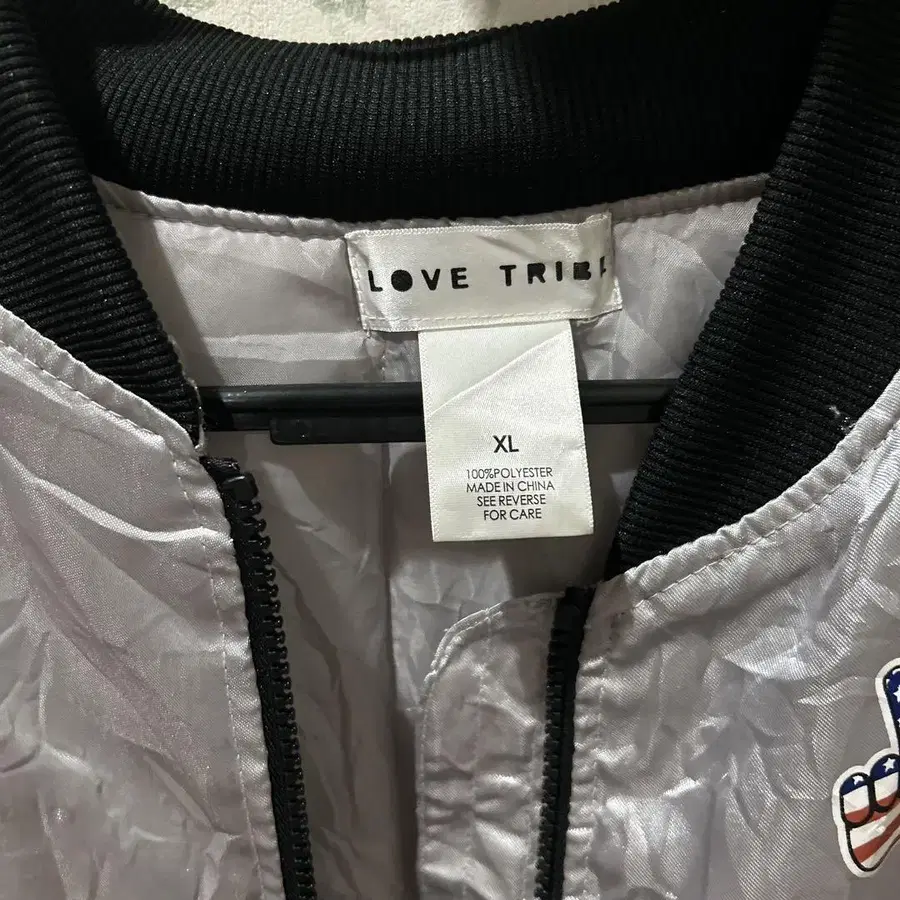 LOVE TRIBE
XL
100%POLYESTER
MADE IN CHINA
SEE REVERSE
FOR CARE